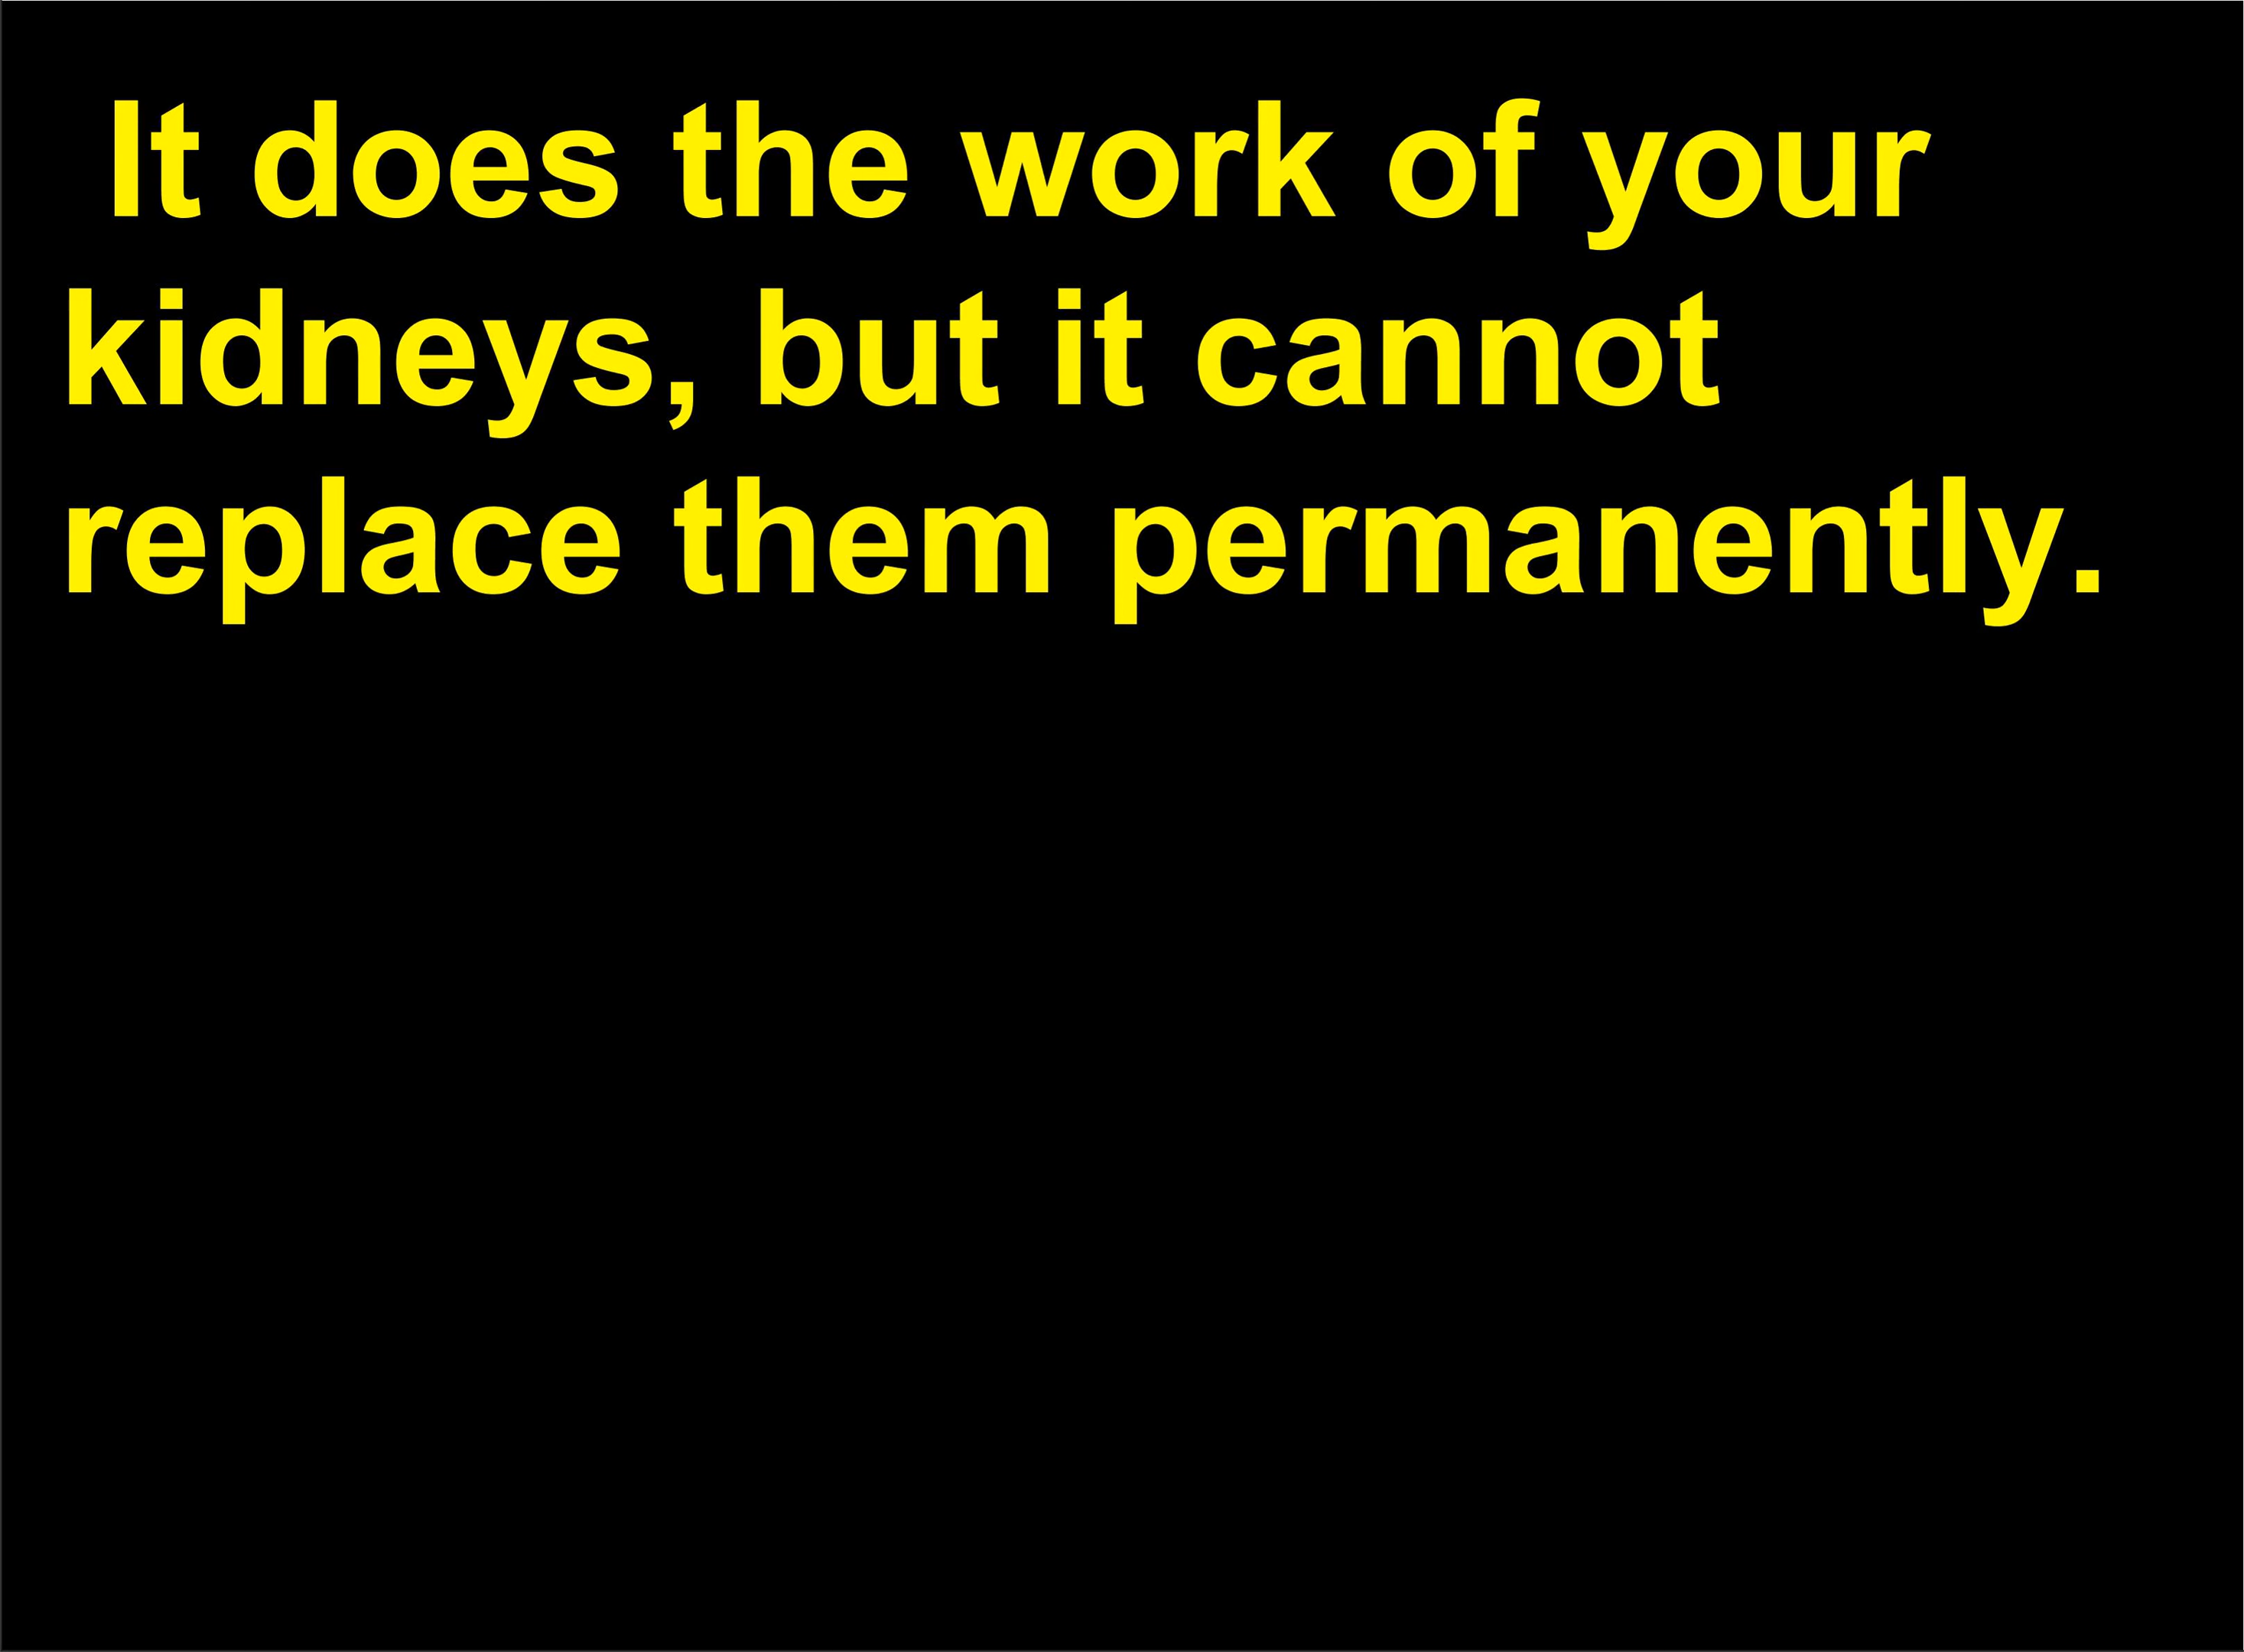 It does the work of your
kidneys, but it cannot
replace them permanently.